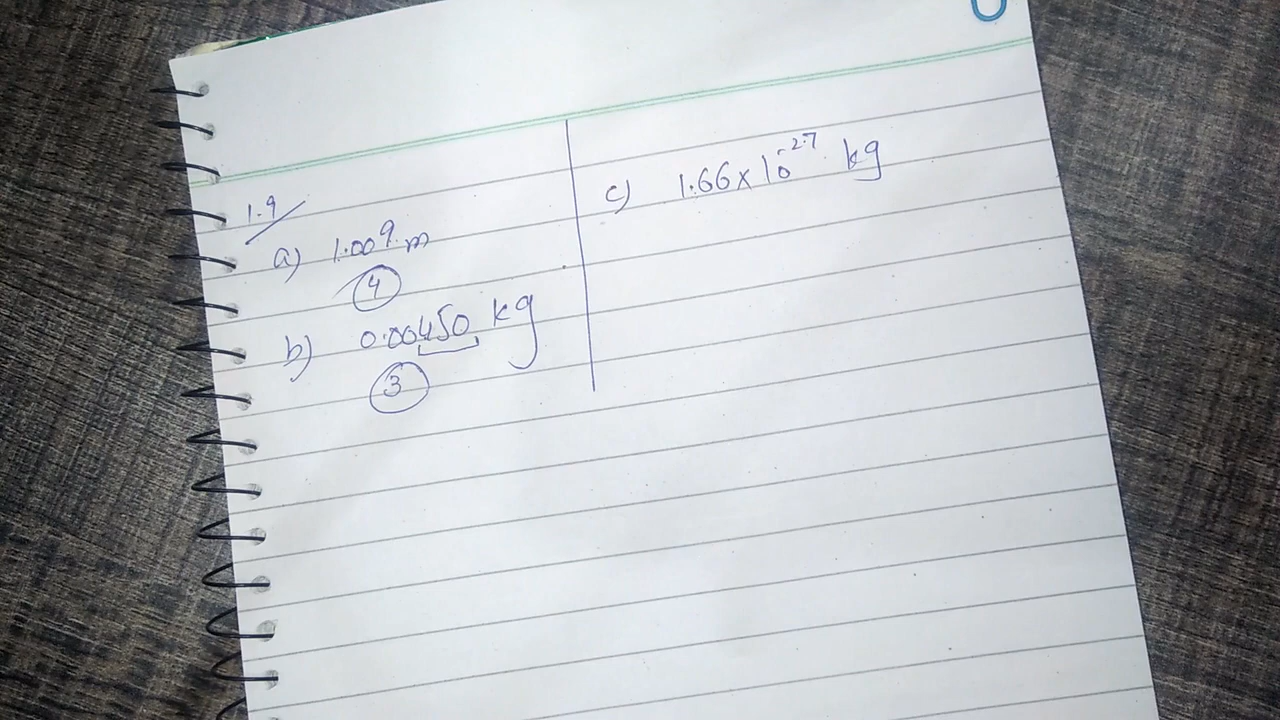 1.9
a) 1.009 m
4
b) 0.00450 kg
3
c) 1.66 x 10^-27 kg